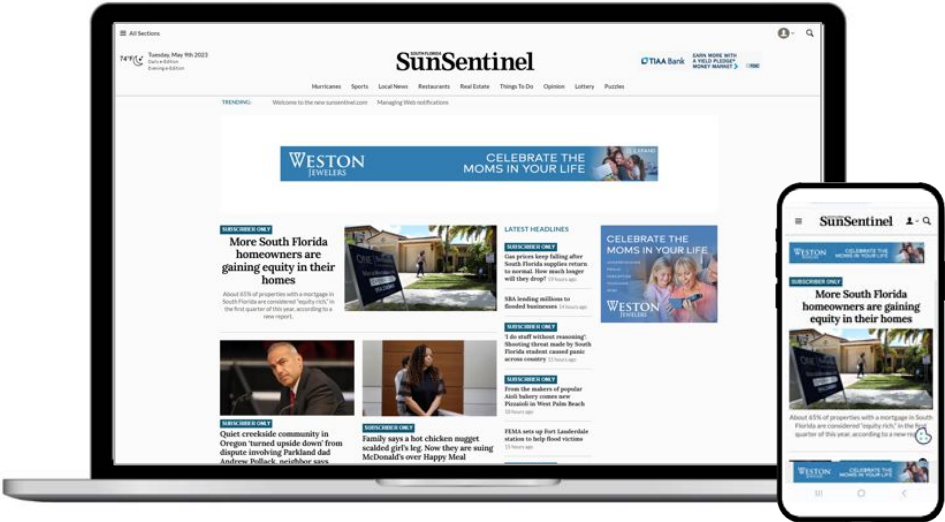 All Sections
74°F
Tuesday, May 9th 2023
Daily e-Edition
Evening e-Edition
SOUTH FLORIDA
SunSentinel
TIAA Bank
EARN MORE WITH
A YIELD PLEDGE®
MONEY MARKET
Hurricanes Sports Local News Restaurants Real Estate Things To Do Opinion Lottery Puzzles
TRENDING: Welcome to the new sunsentinel.com Managing Web notifications
WESTON
JEWELERS
CELEBRATE THE
MOMS IN YOUR LIFE
EXPAND
SUBSCRIBER ONLY
More South Florida
homeowners are
gaining equity in their
homes
About 65% of properties with a mortgage in
South Florida are considered "equity rich," in
the first quarter of this year, according to a
new report.
SUBSCRIBER ONLY
Quiet creekside community in
Oregon 'turned upside down' from
dispute involving Parkland dad
Andrew Pollack, neighbor says
SUBSCRIBER ONLY
Family says a hot chicken nugget
scalded girl's leg. Now they are suing
McDonald's over Happy Meal
LATEST HEADLINES
SUBSCRIBER ONLY
Gas prices keep falling after
South Florida supplies return
to normal. How much longer
will they drop?
SBA lending millions to
flooded businesses 14 hours ago
SUBSCRIBER ONLY
'I do stuff without reasoning':
Shooting threat made by South
Florida student caused panic
across country
SUBSCRIBER ONLY
From the makers of popular
Aioli bakery comes new
Pizzaioli in West Palm Beach
FEMA sets up Fort Lauderdale
station to help flood victims
CELEBRATE THE
MOMS IN YOUR LIFE
WESTON
JEWELERS
SunSentinel
WESTON
JEWELERS
CELEBRATE THE
MOMS IN YOUR LIFE
SUBSCRIBER ONLY
More South Florida
homeowners are gaining
equity in their homes
About 65% of properties with a mortgage in South
Florida are considered "equity rich," in the first
quarter of this year, according to a new
WESTON
JEWELERS
CELEBRATE THE
MOMS IN YOUR LIFE